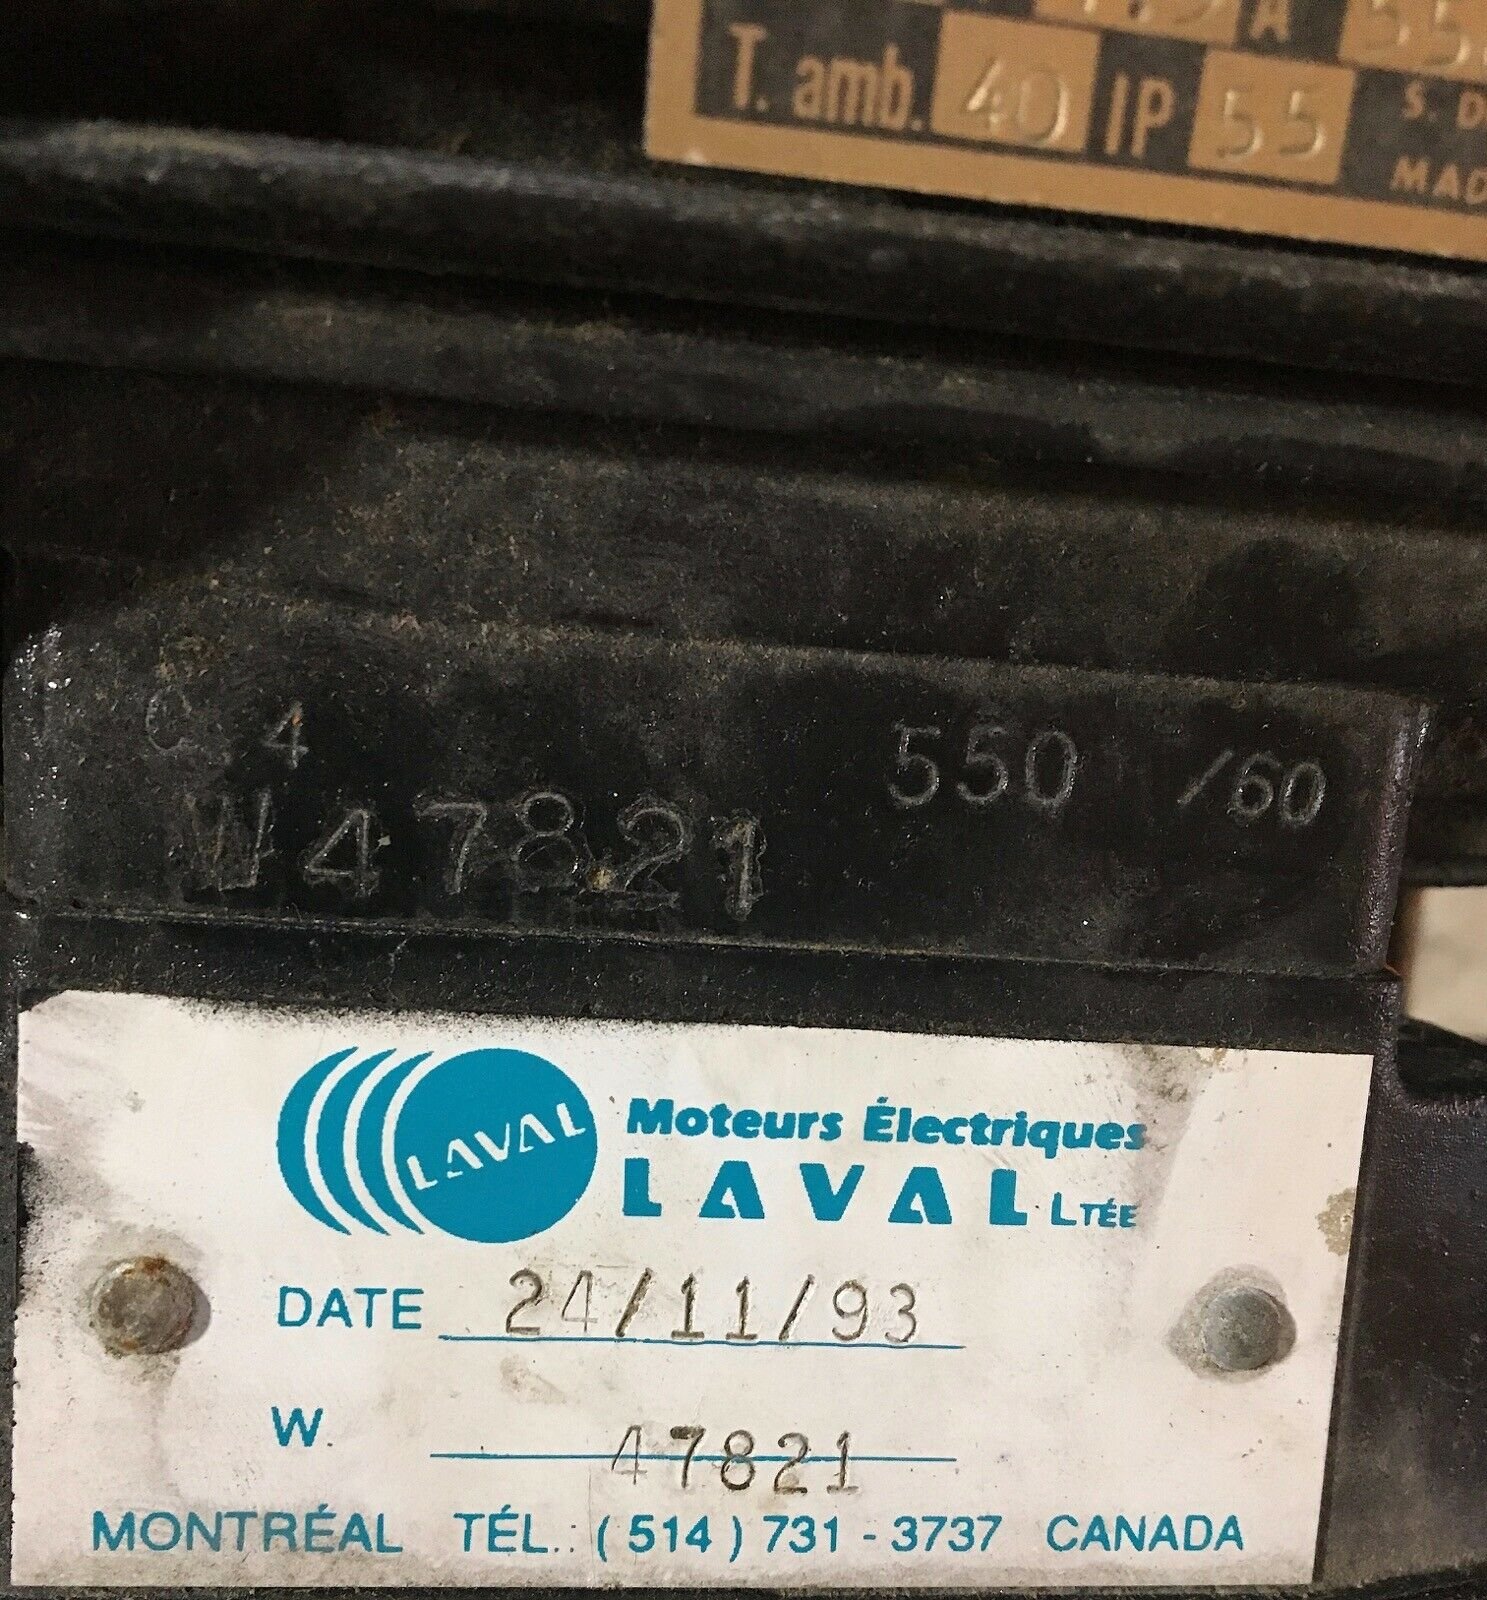 A
T. amb. 40 IP 55
C 4
550 /60
W47821
LAVAL
Moteurs Électriques
LAVAL LTÉE
DATE 24/11/93
W. 47821
MONTRÉAL TÉL.: (514) 731-3737 CANADA